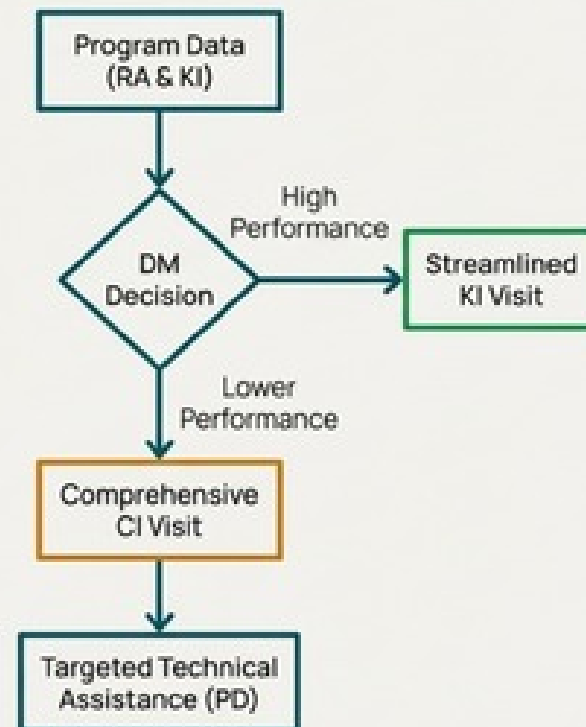 Program Data
(RA & KI)
High
Performance
DM
Decision
Streamlined
KI Visit
Lower
Performance
Comprehensive
CI Visit
Targeted Technical
Assistance (PD)